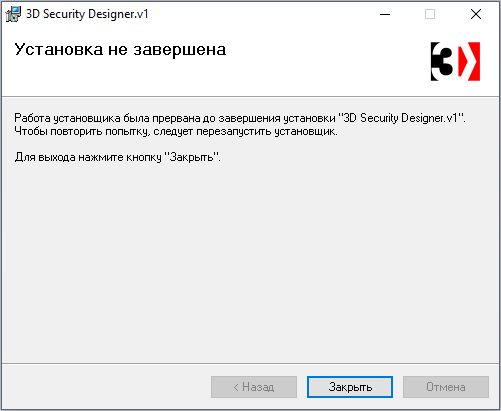 3D Security Designer.v1
Установка не завершена
3D
Работа установщика была прервана до завершения установки "3D Security Designer.v1".
Чтобы повторить попытку, следует перезапустить установщик.
Для выхода нажмите кнопку "Закрыть".
< Назад
Закрыть
Отмена